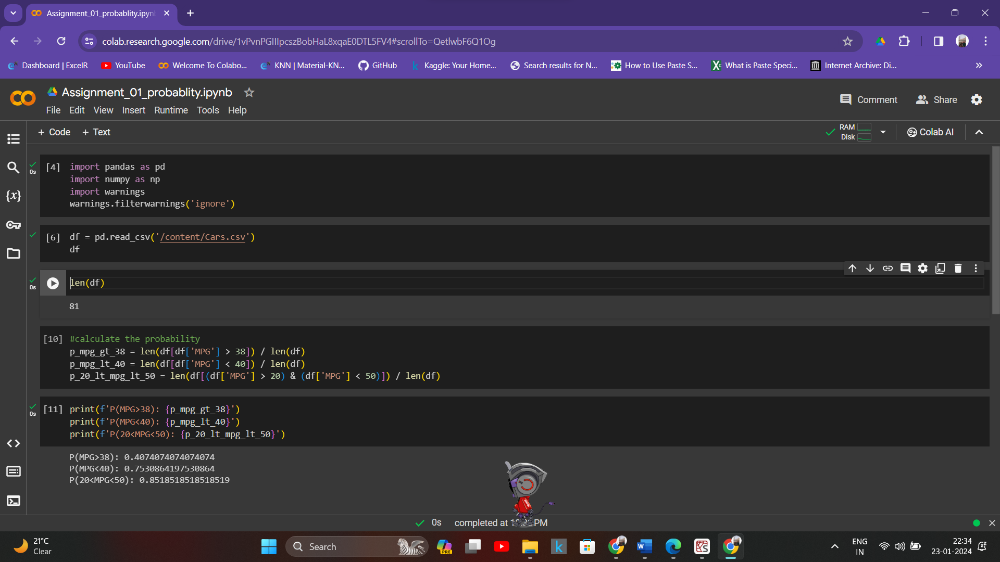 Assignment_01_probablity.ipyn
colab.research.google.com/drive/1vPvnPGIIIpcszBobHaL8xqaE0DTL5FV4#scrollTo=QetlwbF6Q1Og
Dashboard | ExcelR YouTube Welcome To Colabo... KNN | Material-KN... GitHub Kaggle: Your Home... Search results for N... How to Use Paste S... What is Paste Speci... Internet Archive: Di...
Assignment_01_probablity.ipynb
Comment Share
File Edit View Insert Runtime Tools Help
+ Code + Text
RAM
Disk
Colab AI
[4] import pandas as pd
0s
import numpy as np
import warnings
warnings.filterwarnings('ignore')
[6] df = pd.read_csv('/content/Cars.csv')
df
len(df)
0s
81
[10] #calculate the probability
p_mpg_gt_38 = len(df[df['MPG'] > 38]) / len(df)
p_mpg_lt_40 = len(df[df['MPG'] < 40]) / len(df)
p_20_lt_mpg_lt_50 = len(df[(df['MPG'] > 20) & (df['MPG'] < 50)]) / len(df)
[11] print(f'P(MPG>38): {p_mpg_gt_38}')
0s
print(f'P(MPG<40): {p_mpg_lt_40}')
print(f'P(20<MPG<50): {p_20_lt_mpg_lt_50}')
P(MPG>38): 0.4074074074074074
P(MPG<40): 0.7530864197530864
P(20<MPG<50): 0.8518518518518519
0s completed at PM
21°C
Clear
Search
PRE
ENG
IN
22:34
23-01-2024